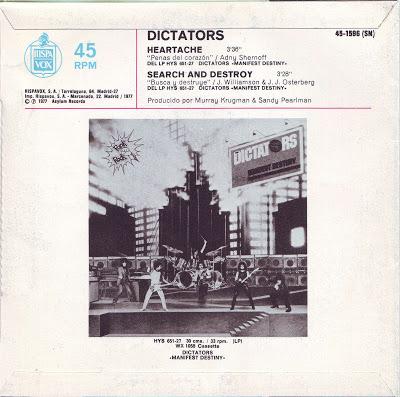 HISPA
VOX
45
RPM
HISPAVOX, S. A. / Torrelaguna, 64. Madrid-27
Imp. Hispavox, S. A. - Mercenado, 22. Madrid / 1977
Ⓟ © 1977 Asylum Records
DICTATORS
45-1596 (SN)
HEARTACHE 3'36"
"Penas del corazón" / Adny Shernoff
DEL LP HYS 651-27 DICTATORS «MANIFEST DESTINY»
SEARCH AND DESTROY 3'28"
"Busca y destruye" / J. Williamson & J. J. Osterberg
DEL LP HYS 651-27 DICTATORS «MANIFEST DESTINY»
Producido por Murray Krugman & Sandy Pearlman
DICTATORS
MANIFEST DESTINY
HYS 651-27 30 cms. / 33 rpm. (LP)
WX 1058 Cassette
DICTATORS
«MANIFEST DESTINY»